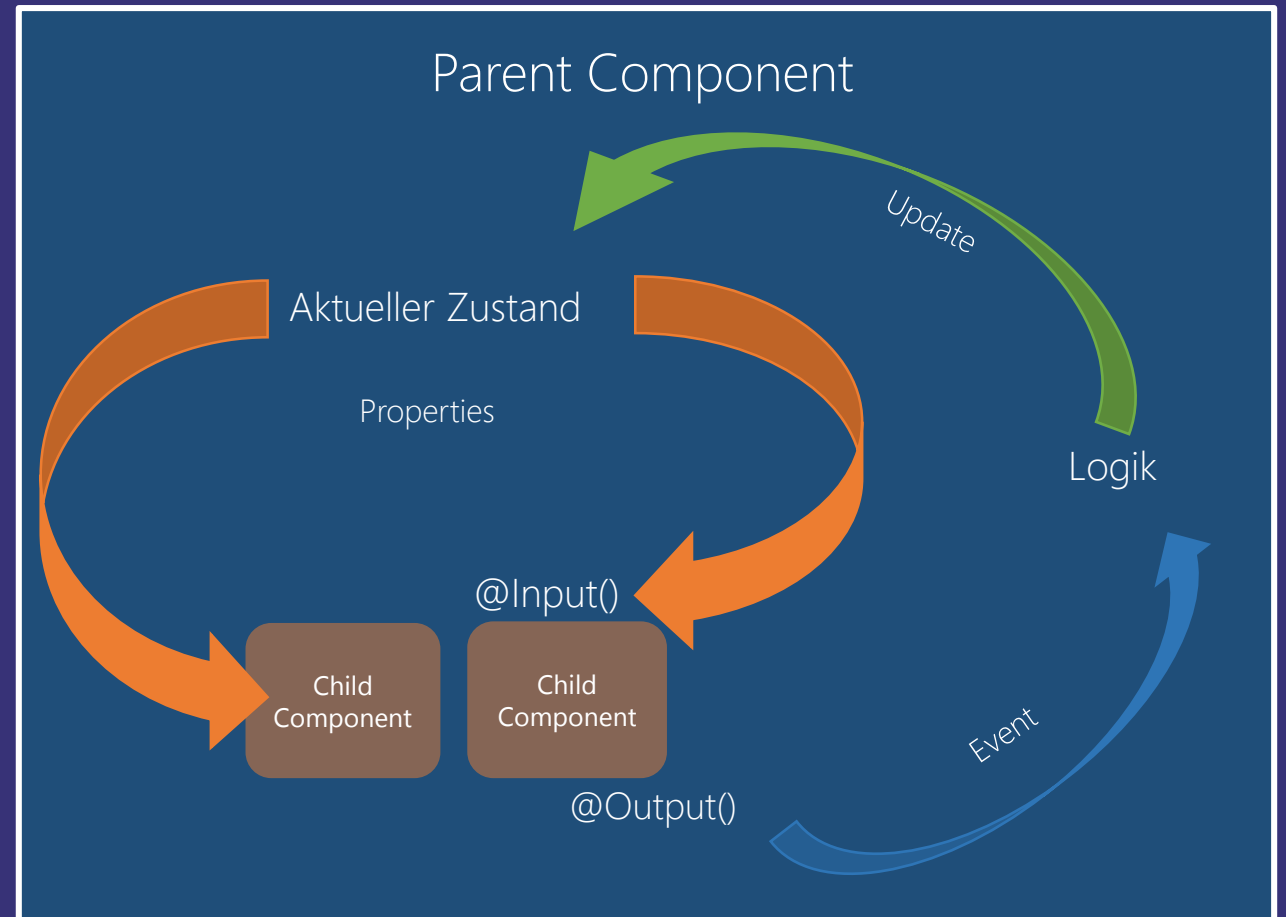 Parent Component
Update
Aktueller Zustand
Properties
Logik
@Input()
Child
Component
Child
Component
Event
@Output()